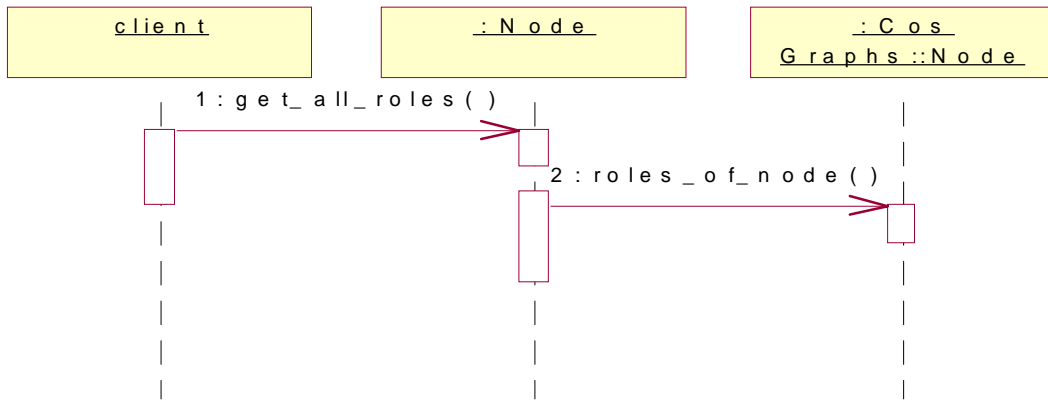 client
: Node
: Cos
Graphs::Node
1: get_all_roles( )
2: roles_of_node( )